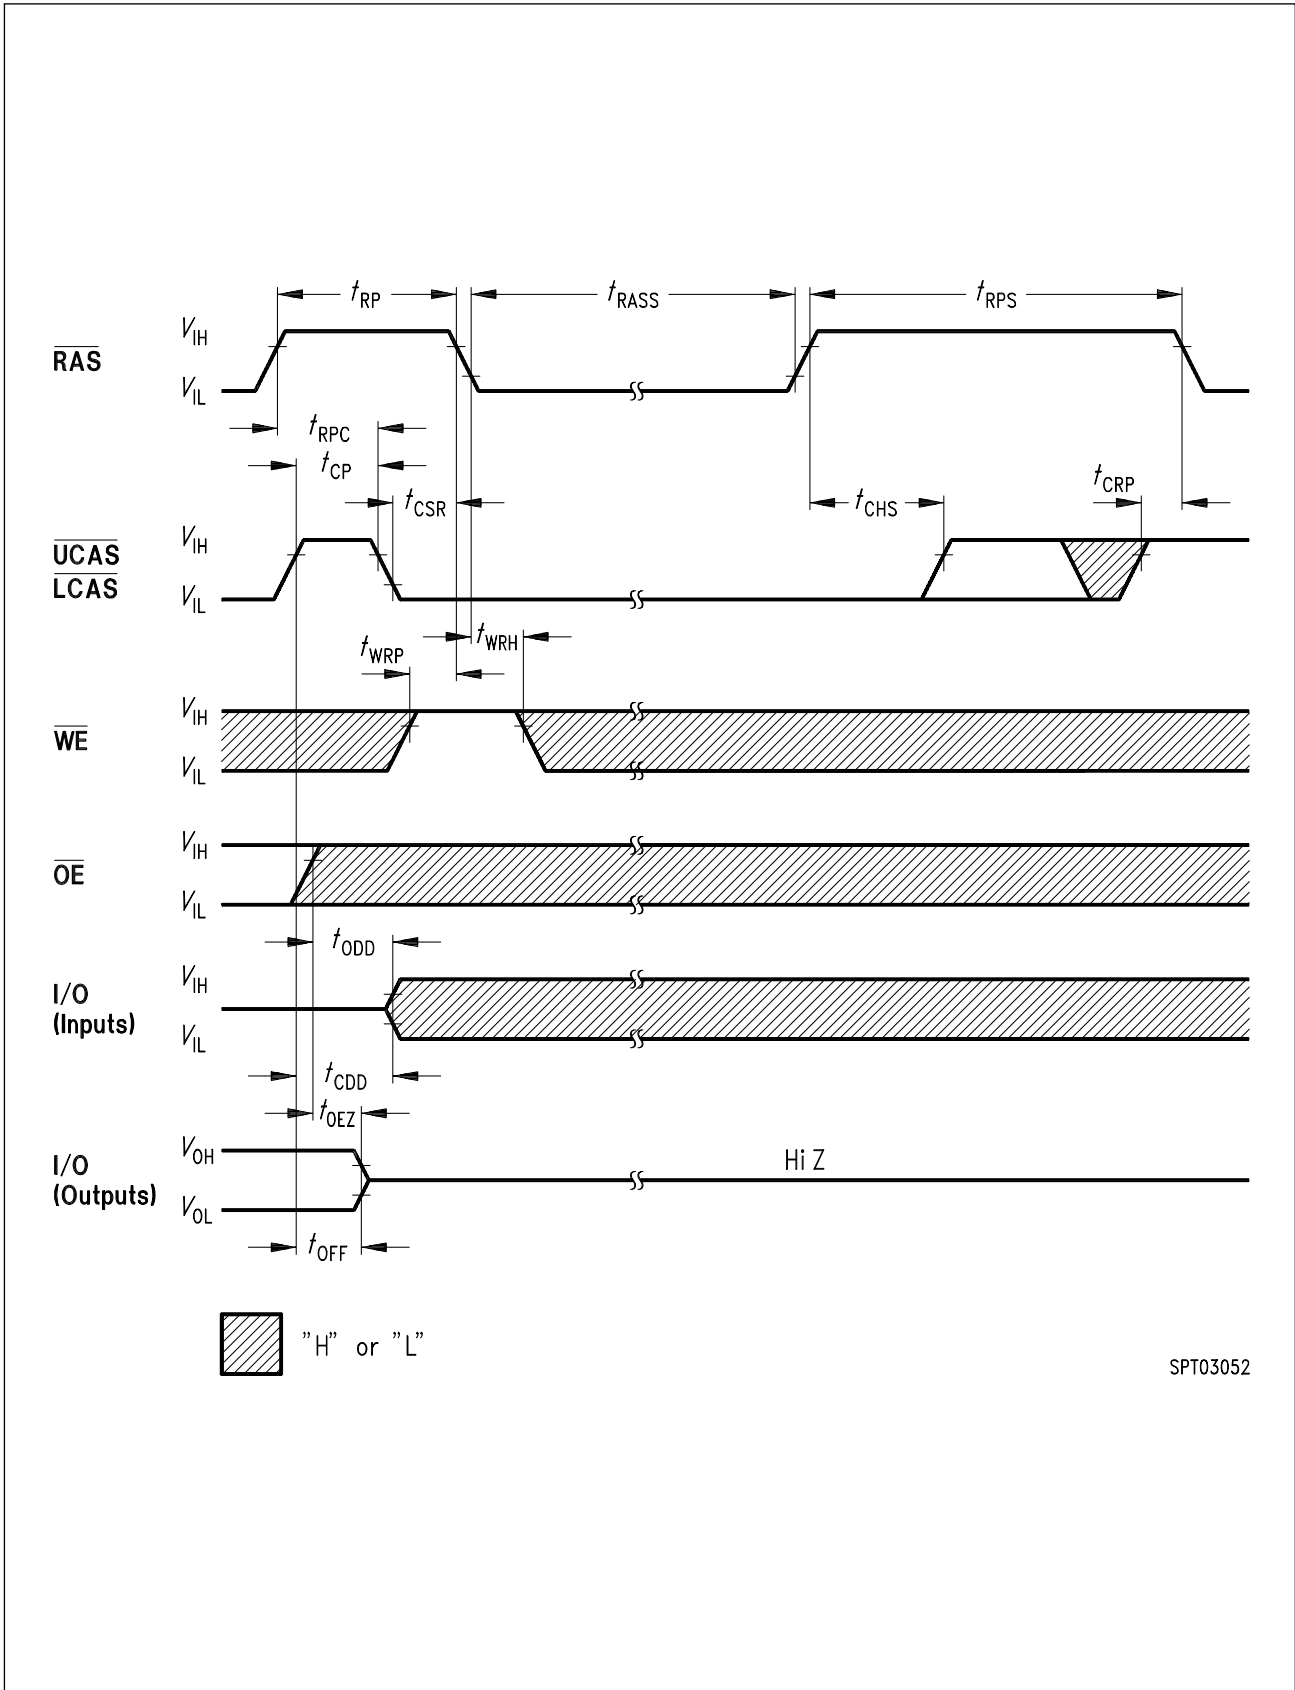 tRP tRASS tRPS
VIH
RAS
VIL
tRPC
tCP
tCSR tCHS tCRP
VIH
UCAS
LCAS
VIL
tWRP tWRH
VIH
WE
VIL
VIH
OE
VIL
tODD
VIH
I/O
(Inputs)
VIL
tCDD
tOEZ
VOH
I/O
(Outputs)
VOL
Hi Z
tOFF
"H" or "L"
SPT03052